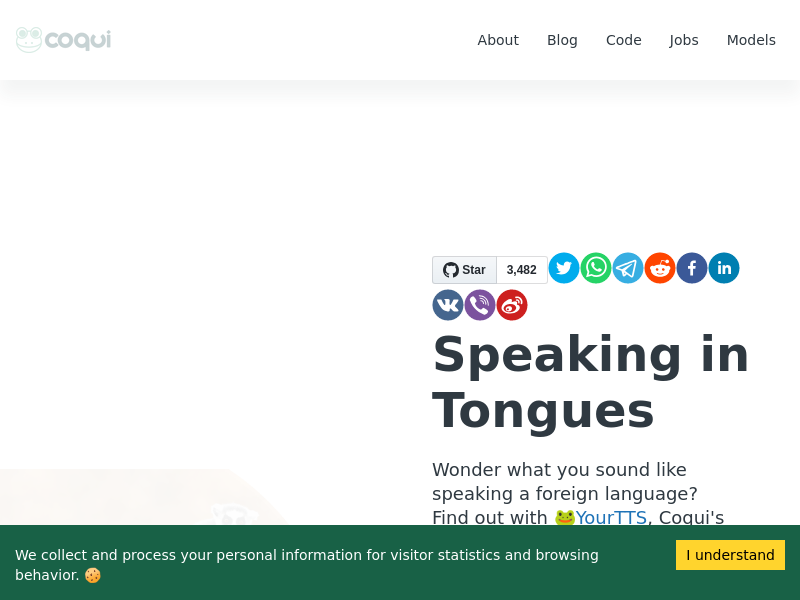 coqui
About Blog Code Jobs Models
Star 3,482
Speaking in
Tongues
Wonder what you sound like
speaking a foreign language?
Find out with 🐸YourTTS, Coqui's
We collect and process your personal information for visitor statistics and browsing
behavior. 🍪
I understand